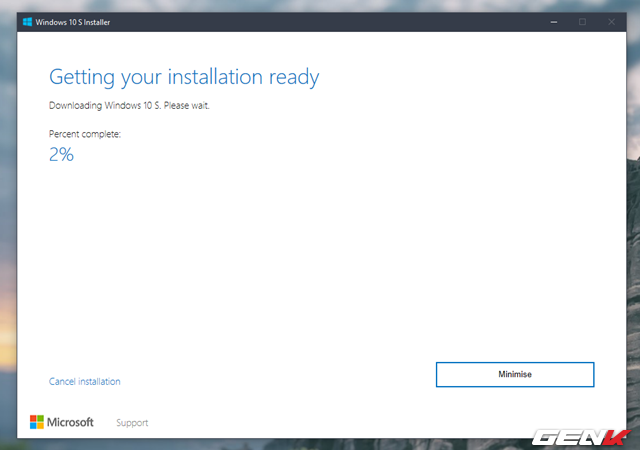 Windows 10 S Installer
Getting your installation ready
Downloading Windows 10 S. Please wait.
Percent complete:
2%
Minimise
Cancel installation
Microsoft Support
GENK